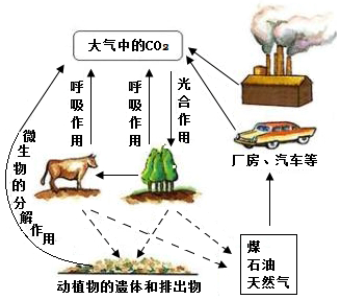 大气中的CO₂
呼吸作用
呼吸作用
光合作用
微生物的分解作用
厂房、汽车等
煤
石油
天然气
动植物的遗体和排出物